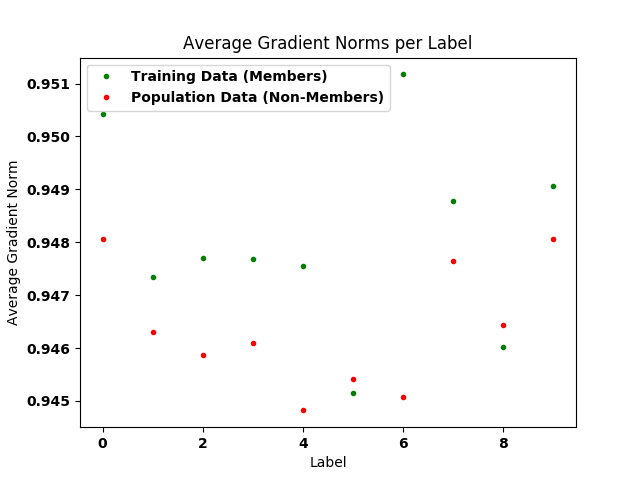 Average Gradient Norms per Label
Training Data (Members)
Population Data (Non-Members)
0.951
0.950
0.949
0.948
0.947
0.946
0.945
Average Gradient Norm
0 2 4 6 8
Label